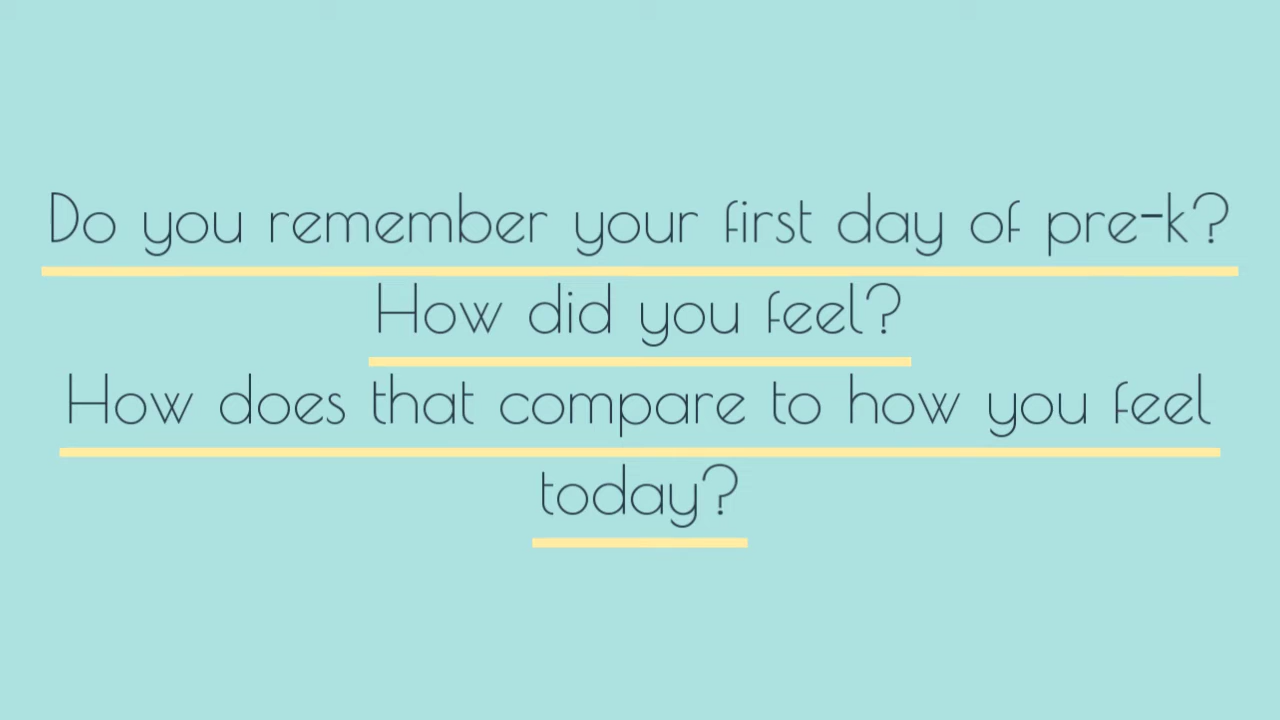 Do you remember your first day of pre-k?
How did you feel?
How does that compare to how you feel
today?